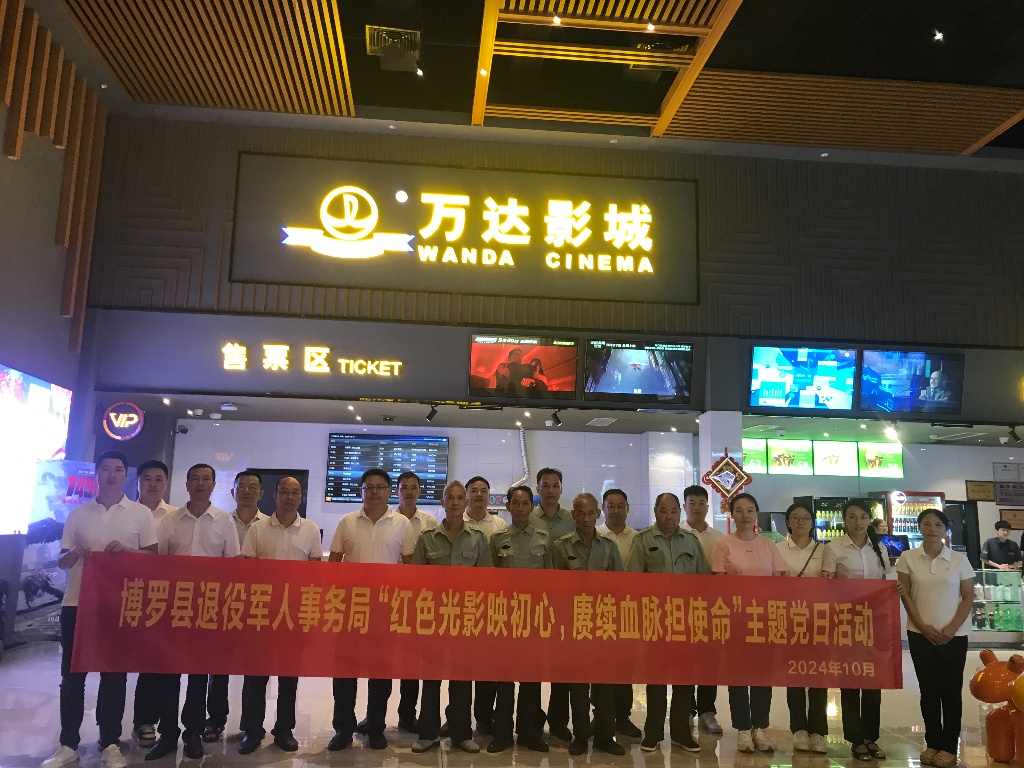 万达影城
WANDA CINEMA
售票区 TICKET
VIP
博罗县退役军人事务局“红色光影映初心，赓续血脉担使命”主题党日活动
2024年10月